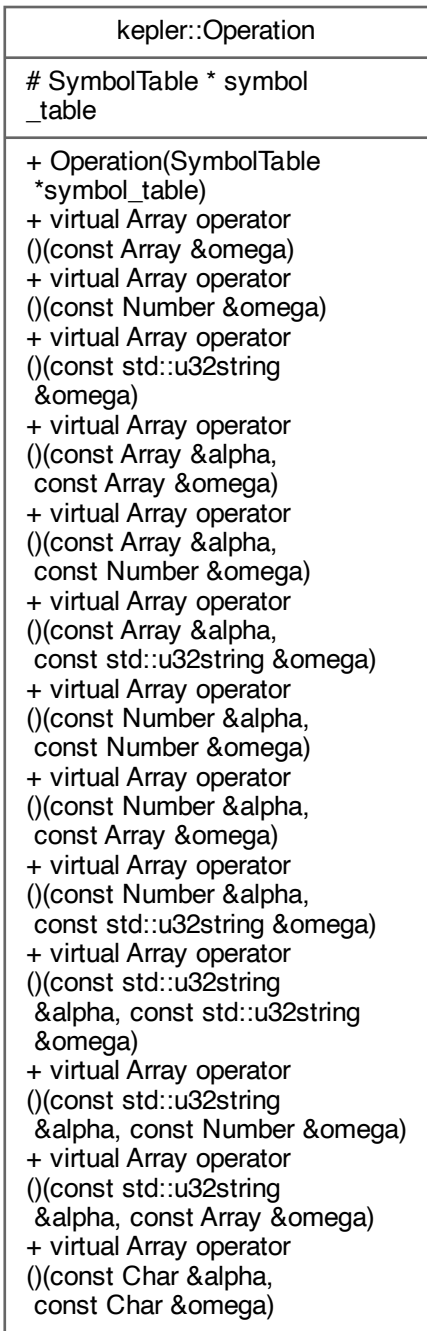 kepler::Operation
# SymbolTable * symbol
_table
+ Operation(SymbolTable
*symbol_table)
+ virtual Array operator
()(const Array &omega)
+ virtual Array operator
()(const Number &omega)
+ virtual Array operator
()(const std::u32string
&omega)
+ virtual Array operator
()(const Array &alpha,
const Array &omega)
+ virtual Array operator
()(const Array &alpha,
const Number &omega)
+ virtual Array operator
()(const Array &alpha,
const std::u32string &omega)
+ virtual Array operator
()(const Number &alpha,
const Number &omega)
+ virtual Array operator
()(const Number &alpha,
const Array &omega)
+ virtual Array operator
()(const Number &alpha,
const std::u32string &omega)
+ virtual Array operator
()(const std::u32string
&alpha, const std::u32string
&omega)
+ virtual Array operator
()(const std::u32string
&alpha, const Number &omega)
+ virtual Array operator
()(const std::u32string
&alpha, const Array &omega)
+ virtual Array operator
()(const Char &alpha,
const Char &omega)